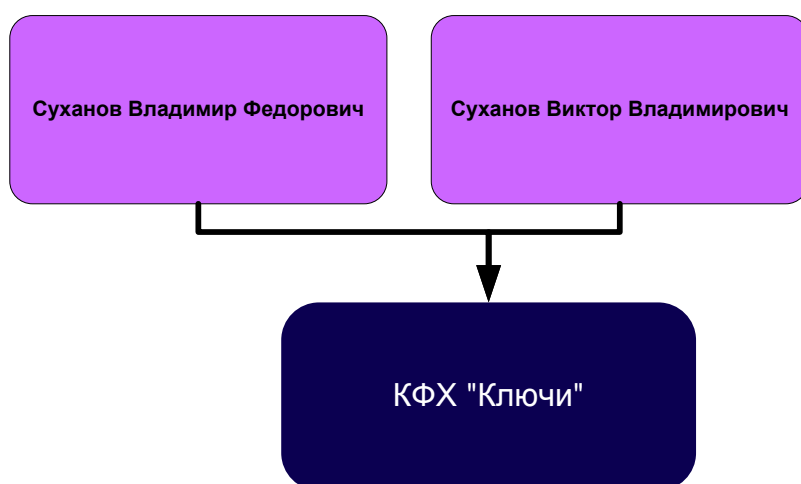 Суханов Владимир Федорович
Суханов Виктор Владимирович
КФХ "Ключи"